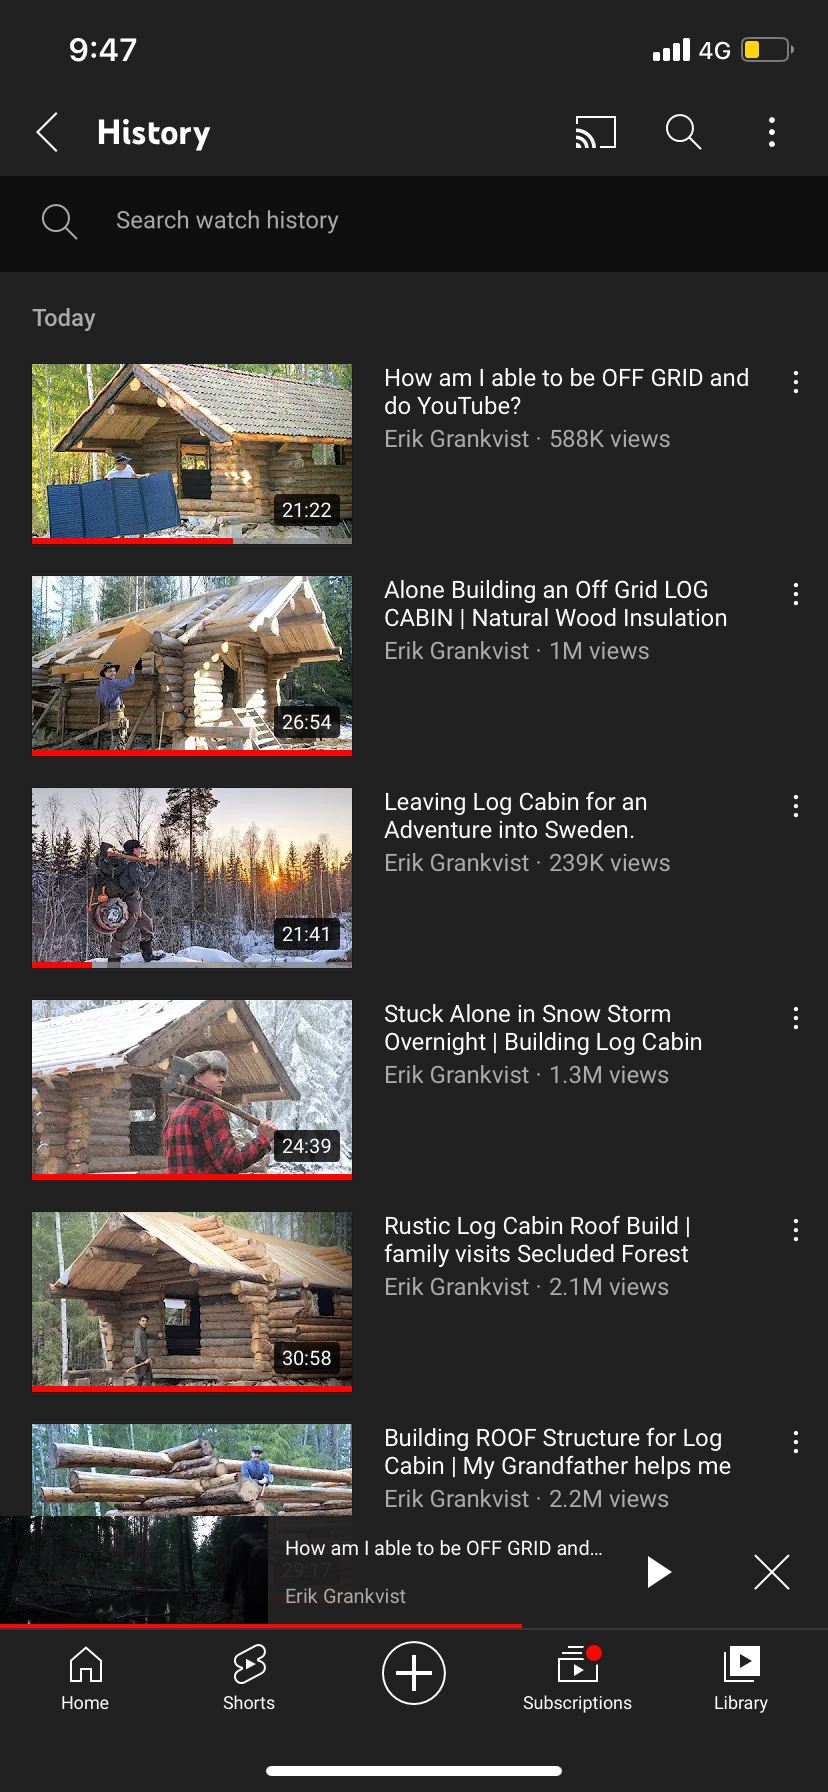 9:47
4G
History
Search watch history
Today
How am I able to be OFF GRID and
do YouTube?
Erik Grankvist · 588K views
21:22
Alone Building an Off Grid LOG
CABIN | Natural Wood Insulation
Erik Grankvist · 1M views
26:54
Leaving Log Cabin for an
Adventure into Sweden.
Erik Grankvist · 239K views
21:41
Stuck Alone in Snow Storm
Overnight | Building Log Cabin
Erik Grankvist · 1.3M views
24:39
Rustic Log Cabin Roof Build |
family visits Secluded Forest
Erik Grankvist · 2.1M views
30:58
Building ROOF Structure for Log
Cabin | My Grandfather helps me
Erik Grankvist · 2.2M views
29:17
How am I able to be OFF GRID and...
Erik Grankvist
Home
Shorts
Subscriptions
Library